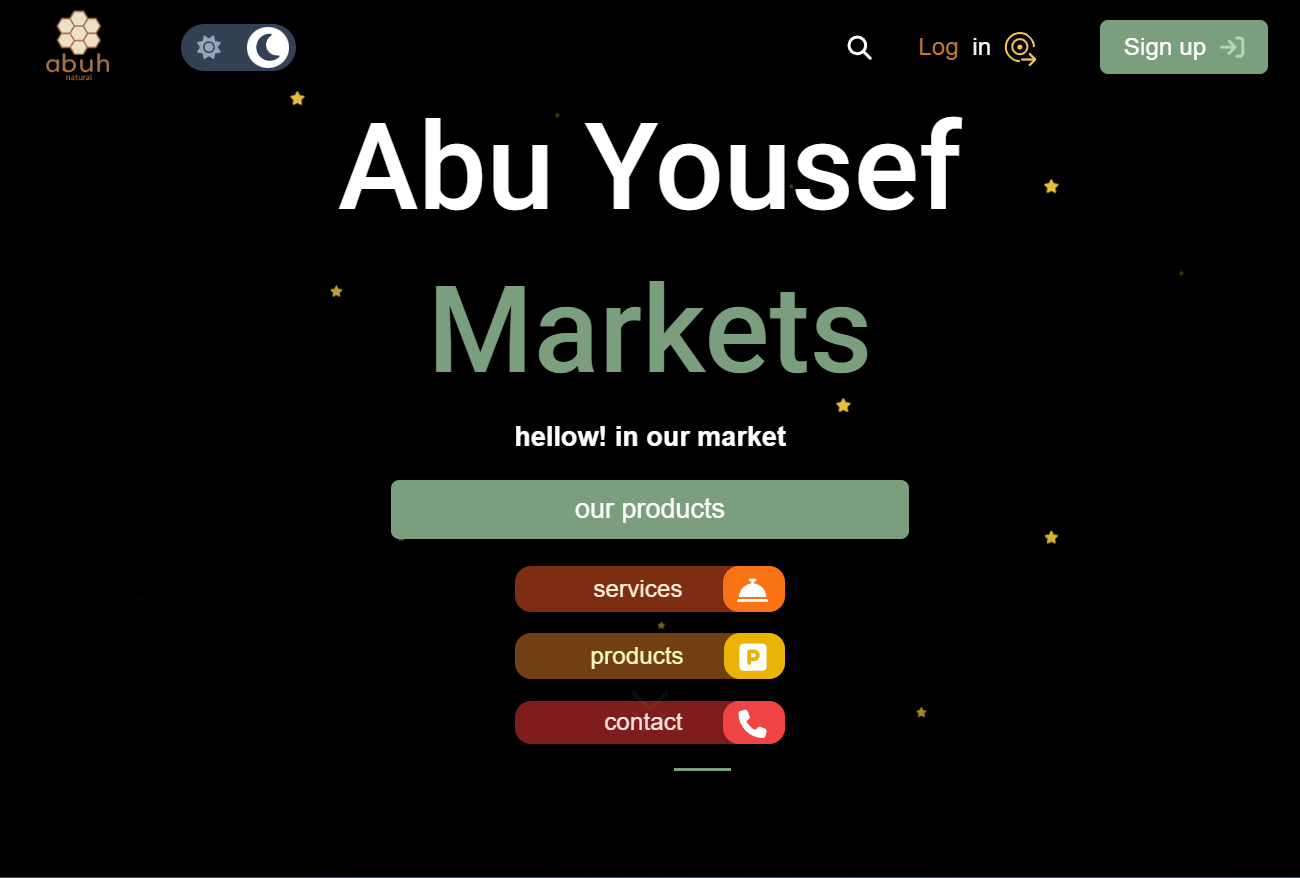 abuh
natural
Log in
Sign up
Abu Yousef
Markets
hellow! in our market
our products
services
products
P
contact